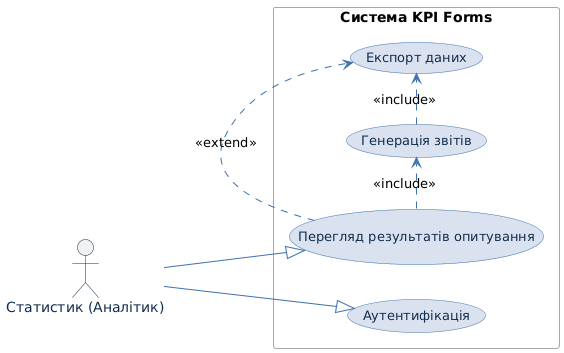 Система KPI Forms
Експорт даних
«include»
Генерація звітів
«extend»
«include»
Перегляд результатів опитування
Статистик (Аналітик)
Аутентифікація